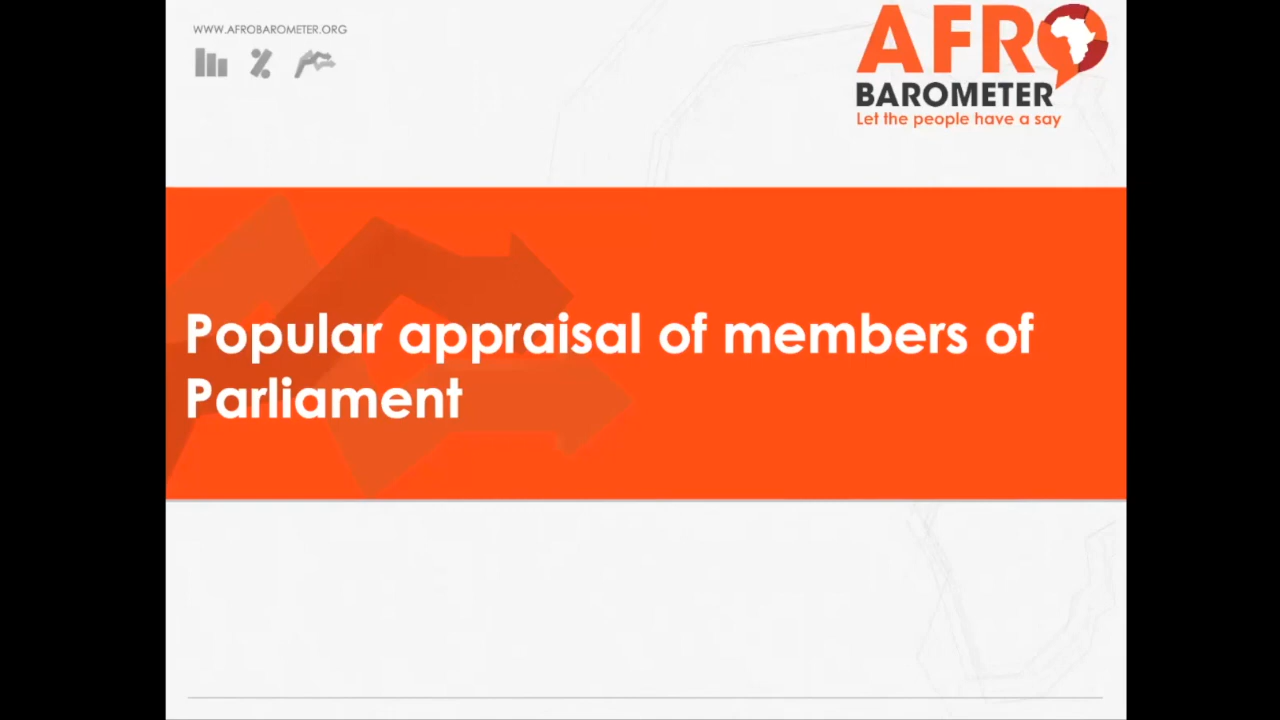 WWW.AFROBAROMETER.ORG
AFRO
BAROMETER
Let the people have a say
Popular appraisal of members of
Parliament